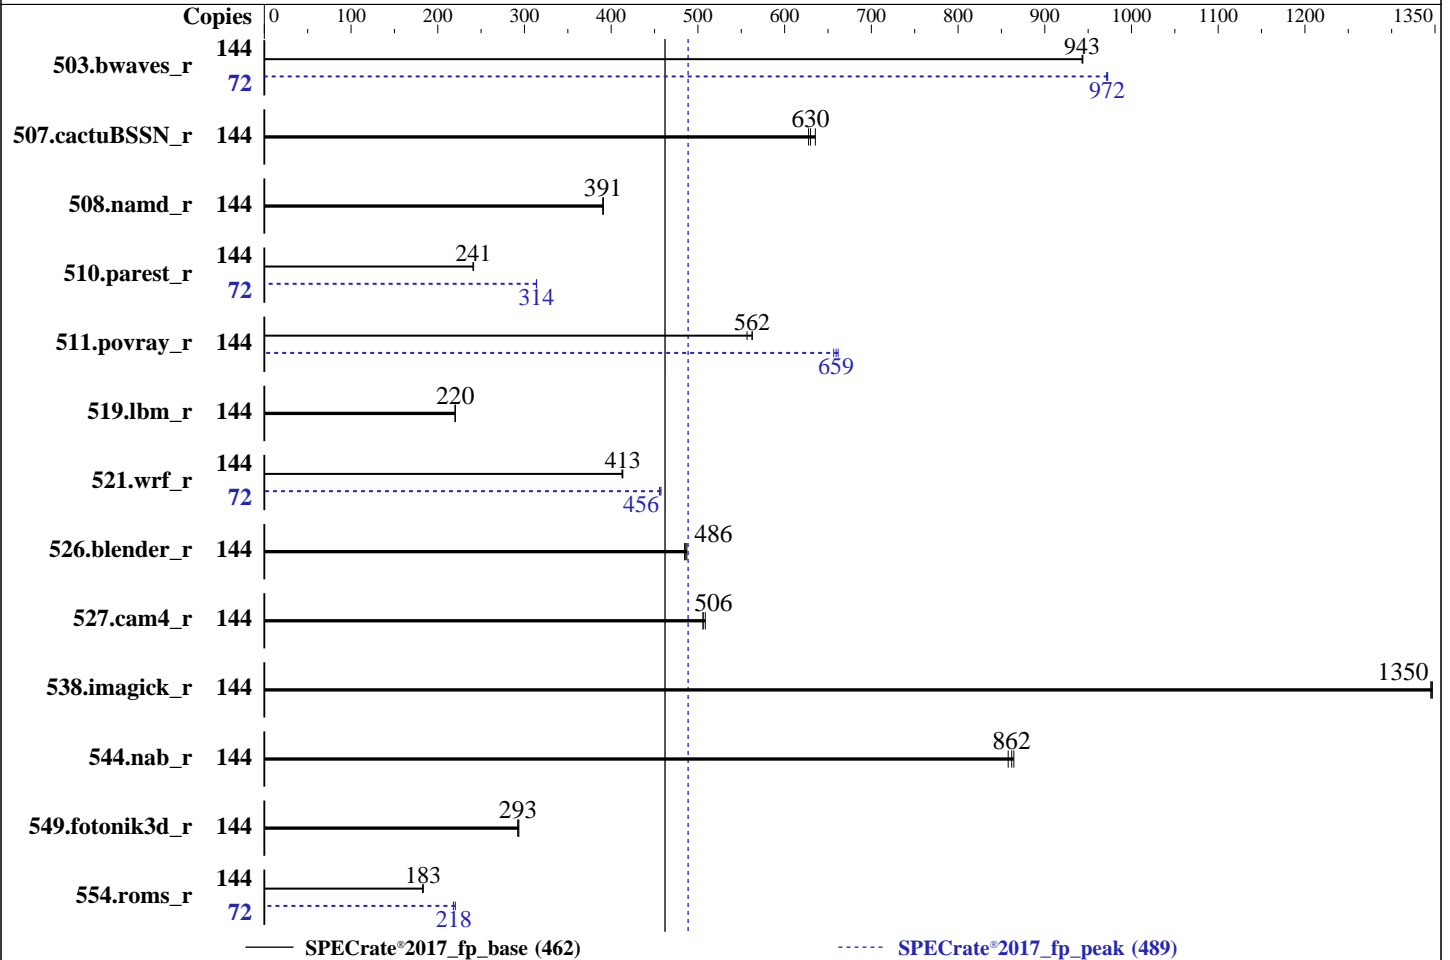 Copies 0 100 200 300 400 500 600 700 800 900 1000 1100 1200 1350
503.bwaves_r 144 943
72 972
507.cactuBSSN_r 144 630
508.namd_r 144 391
510.parest_r 144 241
72 314
511.povray_r 144 562
659
519.lbm_r 144 220
521.wrf_r 144 413
72 456
526.blender_r 144 486
527.cam4_r 144 506
538.imagick_r 144 1350
544.nab_r 144 862
549.fotonik3d_r 144 293
554.roms_r 144 183
72 218
SPECrate®2017_fp_base (462) SPECrate®2017_fp_peak (489)